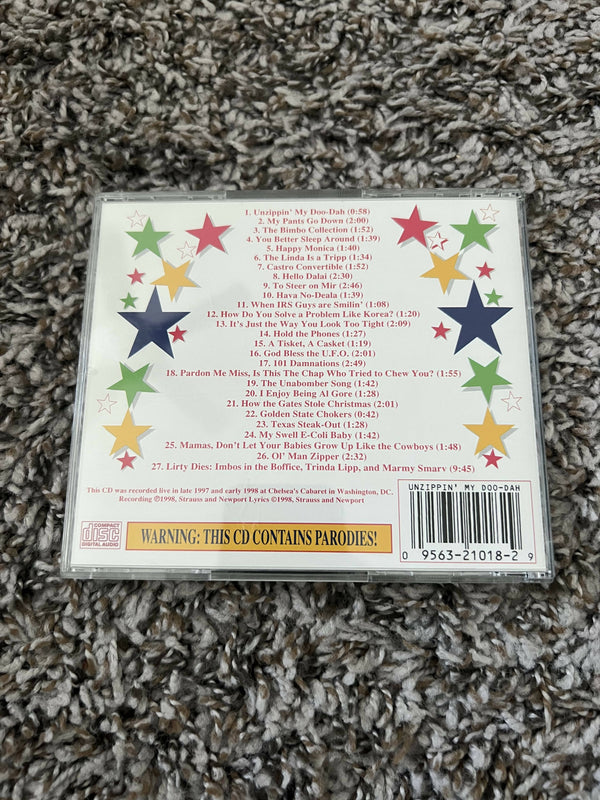 1. Unzippin' My Doo-Dah (0:58)
2. My Pants Go Down (2:00)
3. The Bimbo Collection (1:52)
4. You Better Sleep Around (1:39)
5. Happy Monica (1:40)
6. The Linda Is a Tripp (1:34)
7. Castro Convertible (1:52)
8. Hello Dalai (2:30)
9. To Steer on Mir (2:46)
10. Hava No-Deala (1:39)
11. When IRS Guys are Smilin' (1:08)
12. How Do You Solve a Problem Like Korea? (1:20)
13. It's Just the Way You Look Too Tight (2:09)
14. Hold the Phones (1:27)
15. A Tisket, A Casket (1:19)
16. God Bless the U.F.O. (2:01)
17. 101 Damnations (2:49)
18. Pardon Me Miss, Is This The Chap Who Tried to Chew You? (1:55)
19. The Unabomber Song (1:42)
20. I Enjoy Being Al Gore (1:28)
21. How the Gates Stole Christmas (2:01)
22. Golden State Chokers (0:42)
23. Texas Steak-Out (1:28)
24. My Swell E-Coli Baby (1:42)
25. Mamas, Don't Let Your Babies Grow Up Like the Cowboys (1:48)
26. Ol' Man Zipper (2:32)
27. Lirty Dies: Imbos in the Boffice, Trinda Lipp, and Marmy Smarv (9:45)
This CD was recorded live in late 1997 and early 1998 at Chelsea's Cabaret in Washington, DC.
Recording ℗1998, Strauss and Newport Lyrics ©1998, Strauss and Newport
COMPACT
disc
DIGITAL AUDIO
WARNING: THIS CD CONTAINS PARODIES!
UNZIPPIN' MY DOO-DAH
0 09563-21018-2 9